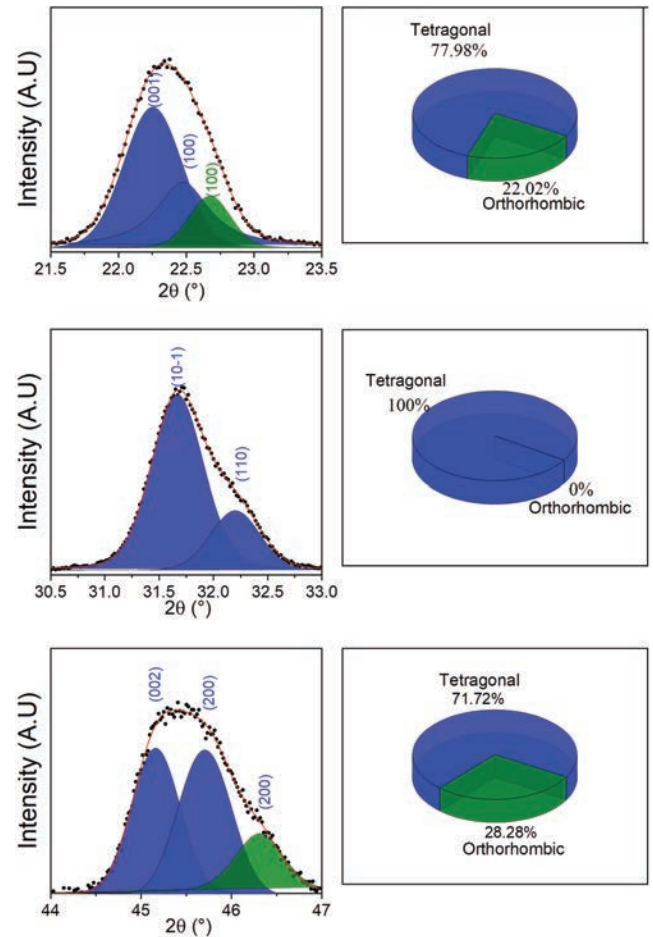 Intensity (A.U)
(001)
(100)
(100)
21.5 22.0 22.5 23.0 23.5
2θ (°)
Tetragonal
77.98%
22.02%
Orthorhombic
Intensity (A.U)
(10-1)
(110)
30.5 31.0 31.5 32.0 32.5 33.0
2θ (°)
Tetragonal
100%
0%
Orthorhombic
Intensity (A.U)
(002)
(200)
(200)
44 45 46 47
2θ (°)
Tetragonal
71.72%
28.28%
Orthorhombic